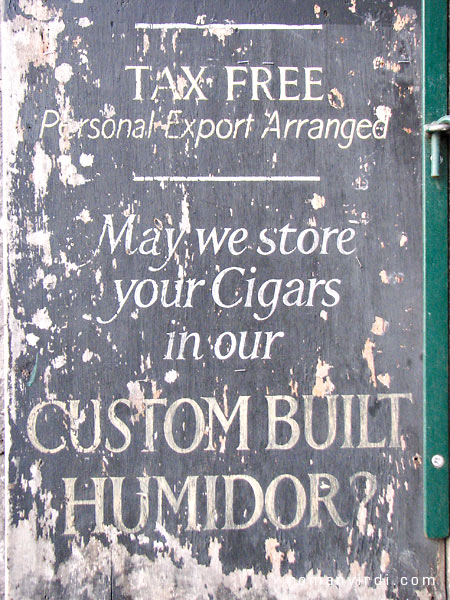 TAX FREE
Personal Export Arranged
May we store
your Cigars
in our
CUSTOM BUILT
HUMIDOR?